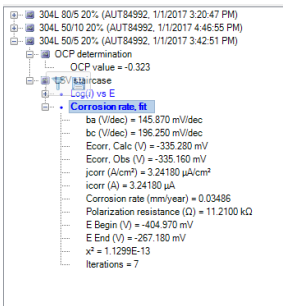 304L 80/5 20% (AUT84992, 1/1/2017 3:20:47 PM)
304L 50/10 20% (AUT84992, 1/1/2017 4:46:55 PM)
304L 50/5 20% (AUT84992, 1/1/2017 3:42:51 PM)
OCP determination
OCP value = -0.323
LSV staircase
Log(i) vs E
Corrosion rate, fit
ba (V/dec) = 145.870 mV/dec
bc (V/dec) = 196.250 mV/dec
Ecorr, Calc (V) = -335.280 mV
Ecorr, Obs (V) = -335.160 mV
jcorr (A/cm²) = 3.24180 µA/cm²
icorr (A) = 3.24180 µA
Corrosion rate (mm/year) = 0.03486
Polarization resistance (Ω) = 11.2100 kΩ
E Begin (V) = -404.970 mV
E End (V) = -267.180 mV
x² = 1.1299E-13
Iterations = 7